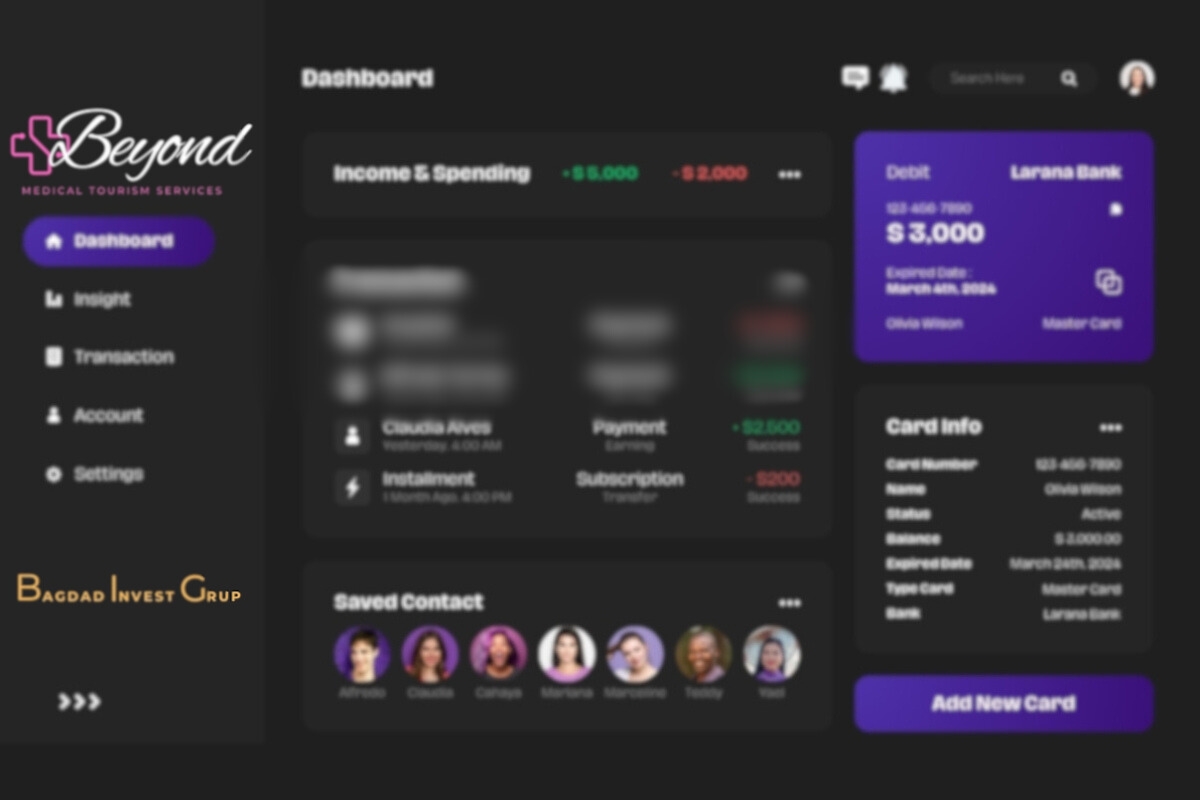 Beyond
MEDICAL TOURISM SERVICES
Dashboard
Insight
Transaction
Account
Settings
BAGDAD INVEST GRUP
Dashboard
Search Here
Income & Spending + $ 5,000 - $ 2,000
Claudia Alves Payment + $2,500
Yesterday, 4:00 AM Earning Success
Installment Subscription - $200
1 Month Ago, 4:00 PM Transfer Success
Saved Contact
Alfredo Claudia Cahaya Mariana Marceline Teddy Yael
Debit Larana Bank
123-456-7890
$ 3,000
Expired Date :
March 4th, 2024
Olivia Wilson Master Card
Card Info
Card Number 123-456-7890
Name Olivia Wilson
Status Active
Balance $ 3,000.00
Expired Date March 24th, 2024
Type Card Master Card
Bank Larana Bank
Add New Card